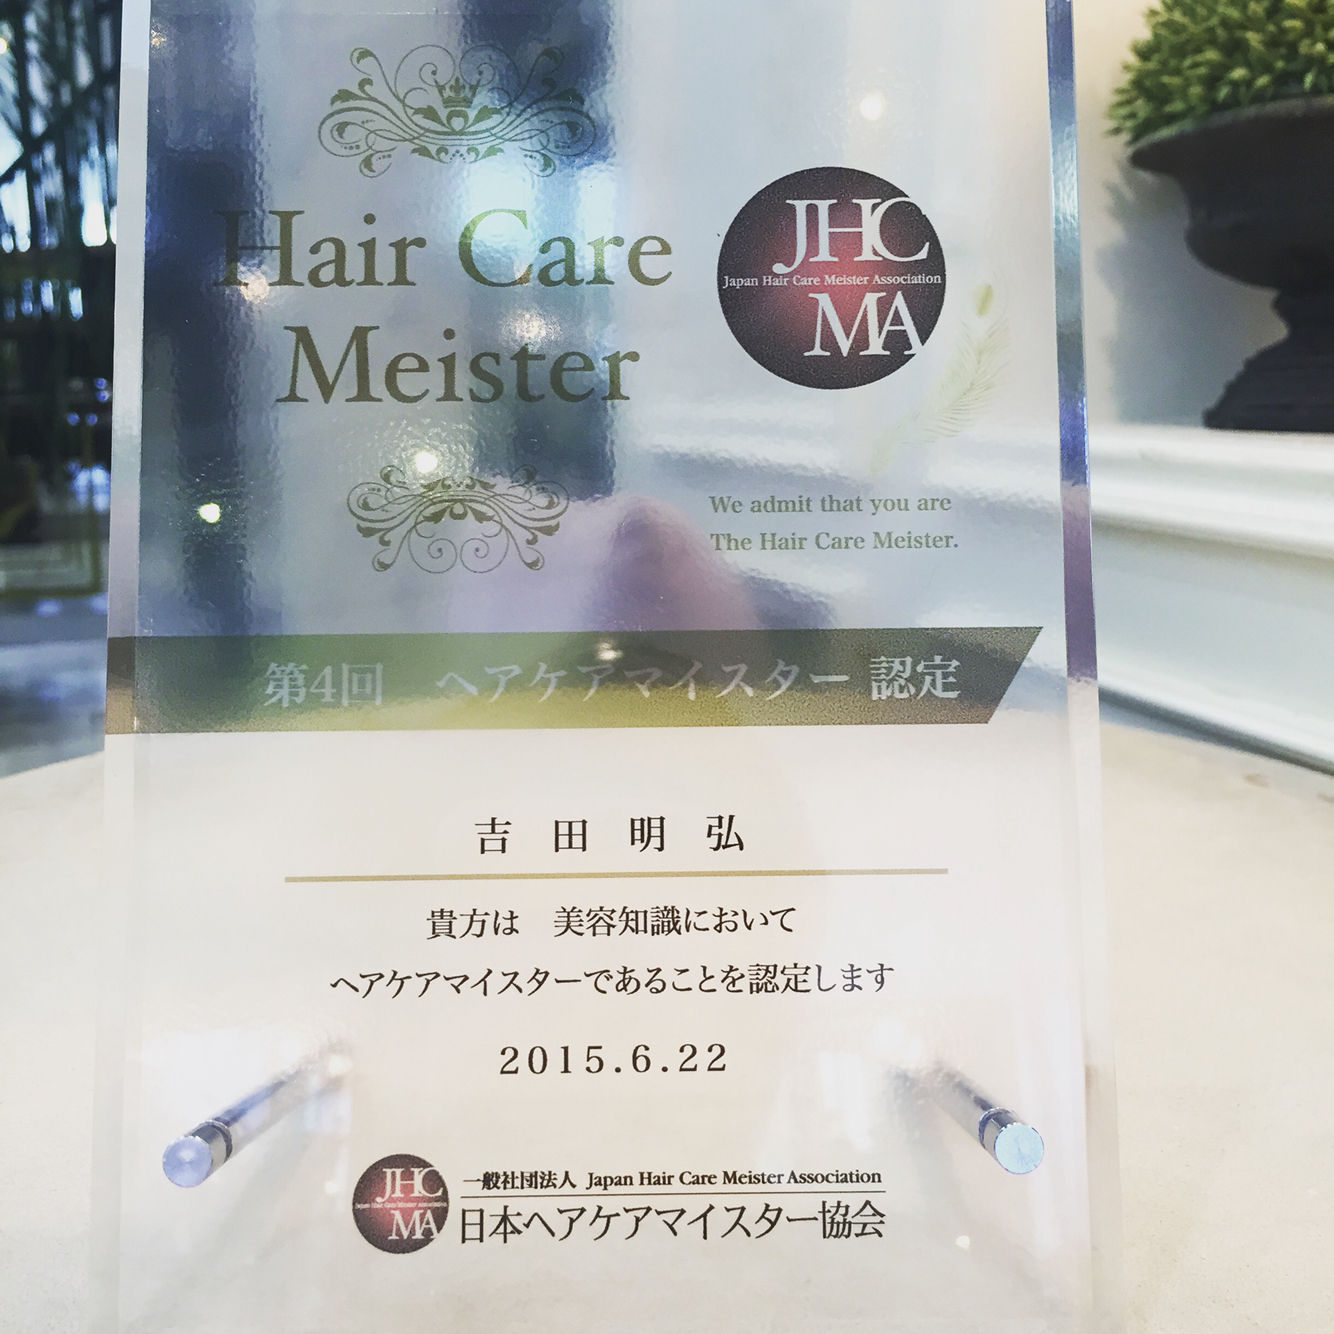 Hair Care
Meister
JHC
Japan Hair Care Meister Association
MA
We admit that you are
The Hair Care Meister.
第4回 ヘアケアマイスター 認定
吉田明弘
貴方は 美容知識において
ヘアケアマイスターであることを認定します
2015.6.22
JHC
Japan Hair Care Meister Association
MA
一般社団法人 Japan Hair Care Meister Association
日本ヘアケアマイスター協会